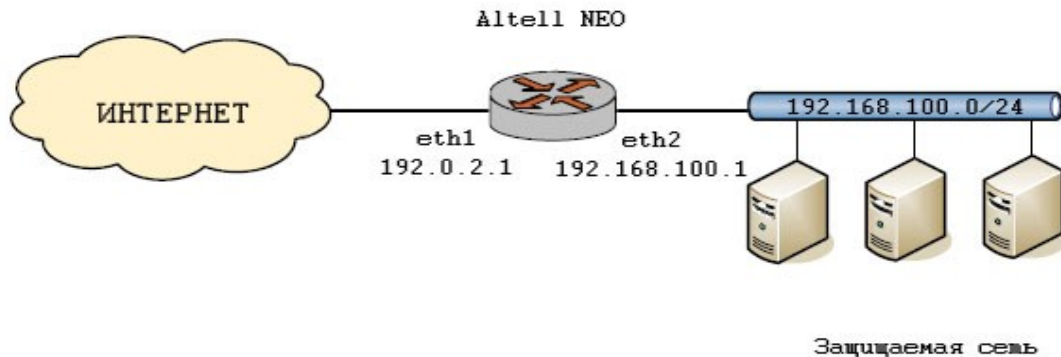 Altell NEO
ИНТЕРНЕТ
192.168.100.0/24
eth1
eth2
192.0.2.1
192.168.100.1
Защищаемая сеть